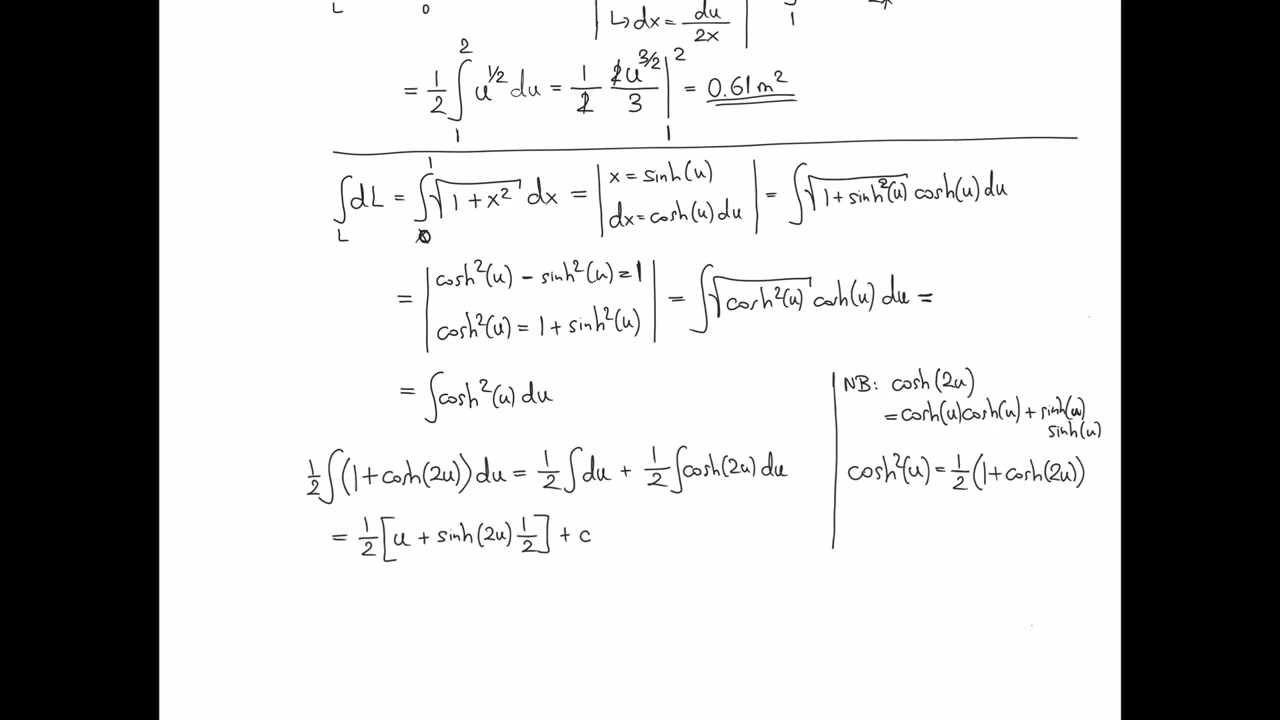 L 0 ↳dx = du/2x 1
= 1/2 ∫₁² u^{1/2} du = 1/2 2u^{3/2}/3 |₁² = 0.61 m²
∫_L dL = ∫₀¹ √(1 + x²) dx = | x = sinh(u) dx = cosh(u) du | = ∫√(1 + sinh²(u)) cosh(u) du
= | cosh²(u) - sinh²(u) = 1 cosh²(u) = 1 + sinh²(u) | = ∫√(cosh²(u)) cosh(u) du =
= ∫cosh²(u) du
1/2 ∫(1 + cosh(2u)) du = 1/2 ∫du + 1/2 ∫cosh(2u) du
= 1/2 [u + sinh(2u) 1/2] + c
NB: cosh(2u)
= cosh(u)cosh(u) + sinh(u)
sinh(u)
cosh²(u) = 1/2 (1 + cosh(2u))